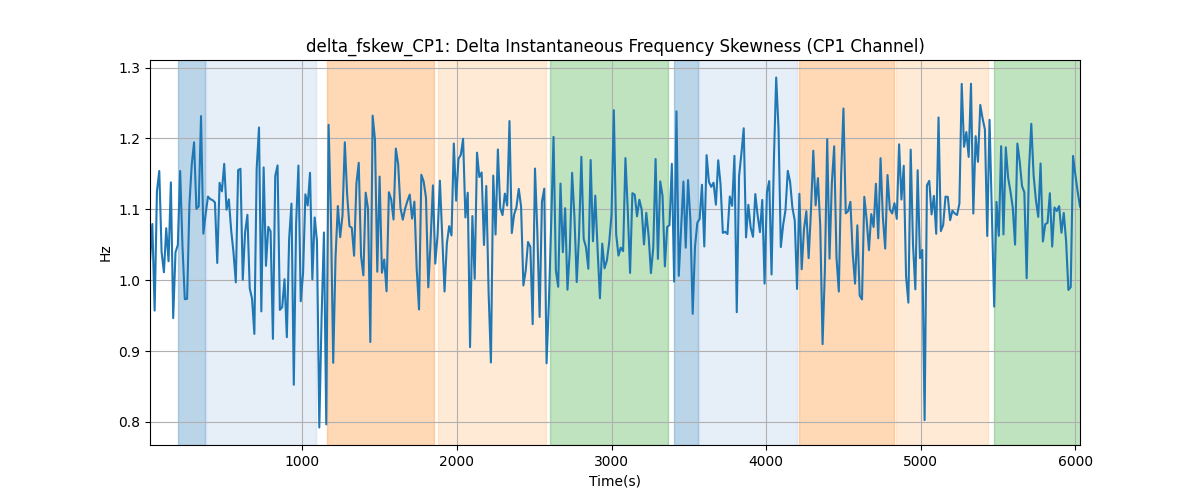 delta_fskew_CP1: Delta Instantaneous Frequency Skewness (CP1 Channel)
1.3
1.2
1.1
1.0
0.9
0.8
Hz
1000 2000 3000 4000 5000 6000
Time(s)